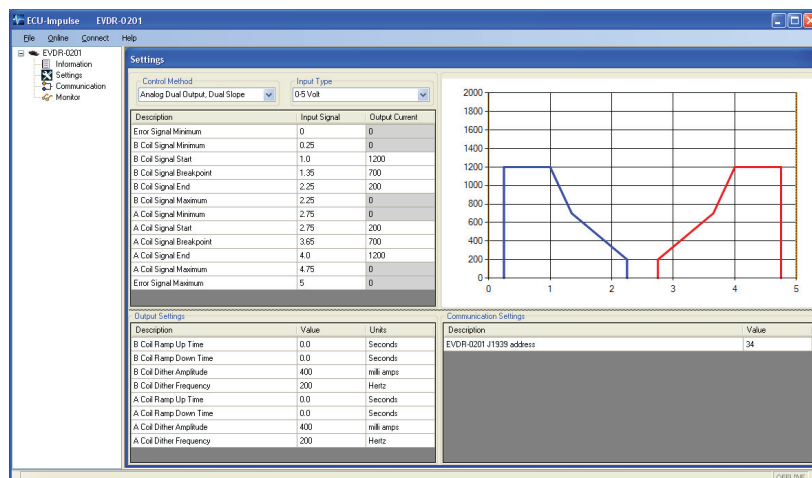 ECU-Impulse EVDR-0201
File Online Connect Help
EVDR-0201
Information
Settings
Communication
Monitor
Settings
Control Method
Analog Dual Output, Dual Slope
Input Type
0-5 Volt
Description Input Signal Output Current
Error Signal Minimum 0 0
B Coil Signal Minimum 0.25 0
B Coil Signal Start 1.0 1200
B Coil Signal Breakpoint 1.35 700
B Coil Signal End 2.25 200
B Coil Signal Maximum 2.25 0
A Coil Signal Minimum 2.75 0
A Coil Signal Start 2.75 200
A Coil Signal Breakpoint 3.65 700
A Coil Signal End 4.0 1200
A Coil Signal Maximum 4.75 0
Error Signal Maximum 5 0
2000
1800
1600
1400
1200
1000
800
600
400
200
0
0 1 2 3 4 5
Output Settings
Description Value Units
B Coil Ramp Up Time 0.0 Seconds
B Coil Ramp Down Time 0.0 Seconds
B Coil Dither Amplitude 400 milli amps
B Coil Dither Frequency 200 Hertz
A Coil Ramp Up Time 0.0 Seconds
A Coil Ramp Down Time 0.0 Seconds
A Coil Dither Amplitude 400 milli amps
A Coil Dither Frequency 200 Hertz
Communication Settings
Description Value
EVDR-0201 J1939 address 34
OFFLINE